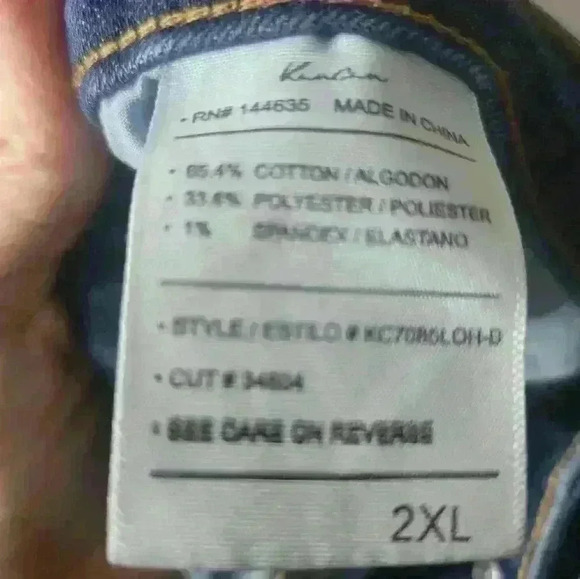 KanCan
• RN# 144635 MADE IN CHINA
• 65.4% COTTON / ALGODON
• 33.6% POLYESTER / POLIESTER
• 1% SPANDEX / ELASTANO
• STYLE / ESTILO #
• CUT #
• SEE CARE ON REVERSE
2XL